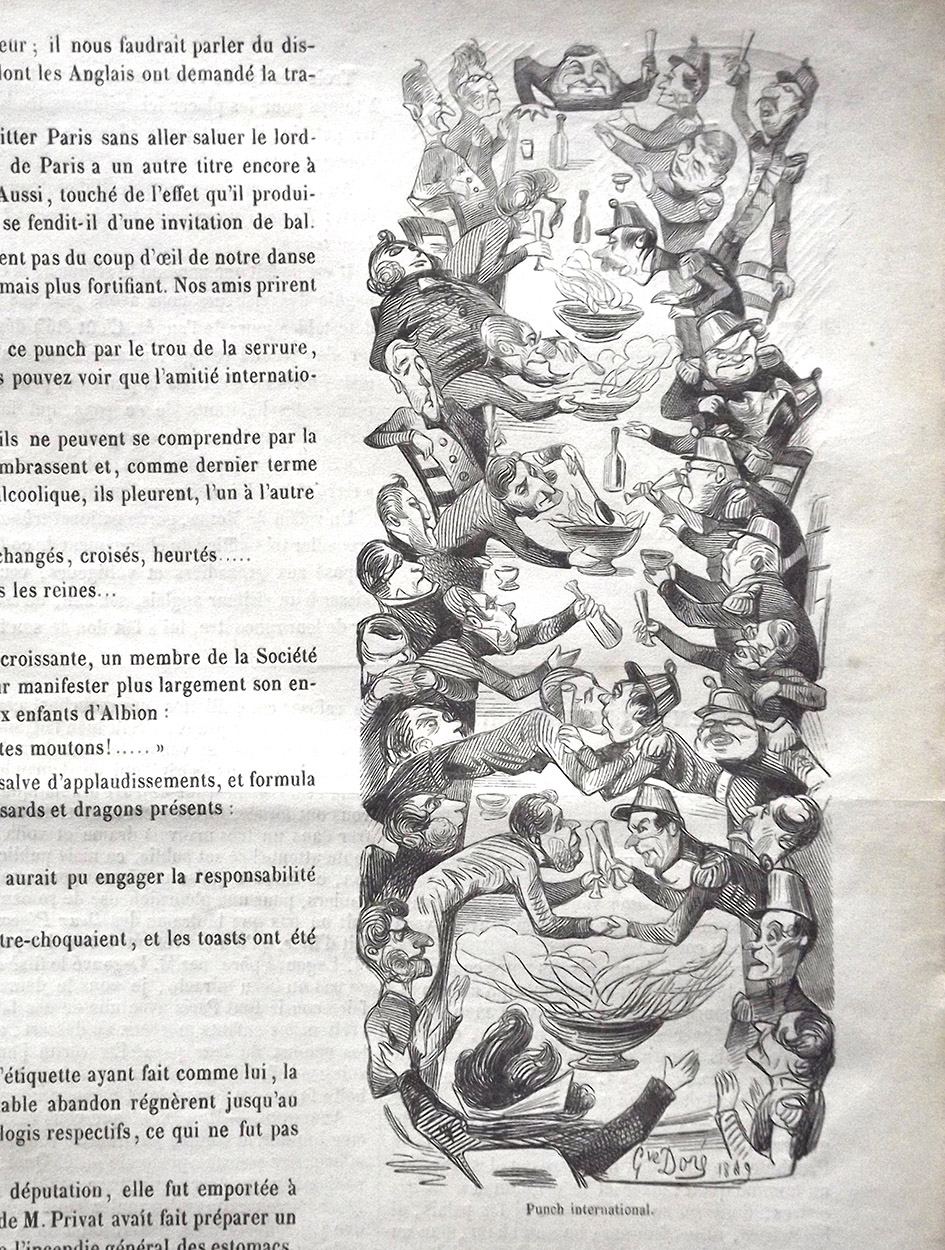 eur ; il nous faudrait parler du dis-
dont les Anglais ont demandé la tra-
itter Paris sans aller saluer le lord-
de Paris a un autre titre encore à
Aussi, touché de l'effet qu'il produi-
se fendit-il d'une invitation de bal.
ent pas du coup d'œil de notre danse
mais plus fortifiant. Nos amis prirent
ce punch par le trou de la serrure,
s pouvez voir que l'amitié internatio-
ils ne peuvent se comprendre par la
mbrassent et, comme dernier terme
lcoolique, ils pleurent, l'un à l'autre
changés, croisés, heurtés.....
s les reines...
croissante, un membre de la Société
ur manifester plus largement son en-
x enfants d'Albion :
tes moutons!..... »
salve d'applaudissements, et formula
sards et dragons présents :
aurait pu engager la responsabilité
tre-choquaient, et les toasts ont été
'étiquette ayant fait comme lui, la
able abandon régnèrent jusqu'au
logis respectifs, ce qui ne fut pas
députation, elle fut emportée à
de M. Privat avait fait préparer un
l'incendie général des estomacs
Gve Doré 1849
Punch international.